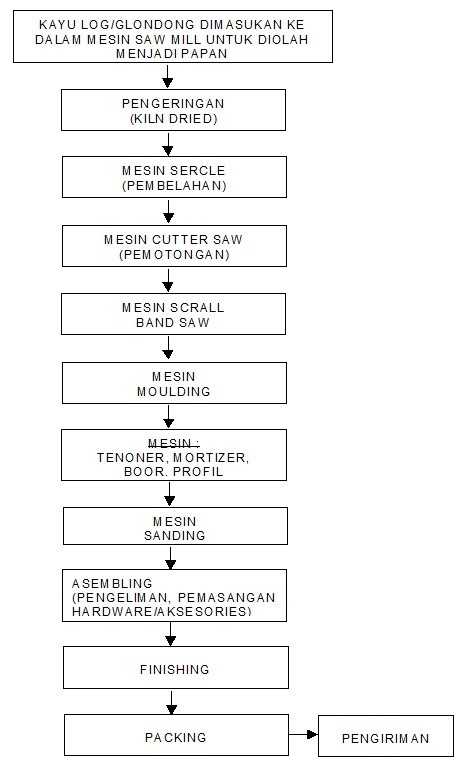 KAYU LOG/GLONDONG DIMASUKAN KE
DALAM MESIN SAW MILL UNTUK DIOLAH
MENJADI PAPAN
PENGERINGAN
(KILN DRIED)
MESIN SERCLE
(PEMBELAHAN)
MESIN CUTTER SAW
(PEMOTONGAN)
MESIN SCRALL
BAND SAW
MESIN
MOULDING
MESIN :
TENONER, MORTIZER,
BOOR. PROFIL
MESIN
SANDING
ASEMBLING
(PENGELIMAN, PEMASANGAN
HARDWARE/AKSESORIES)
FINISHING
PACKING
PENGIRIMAN